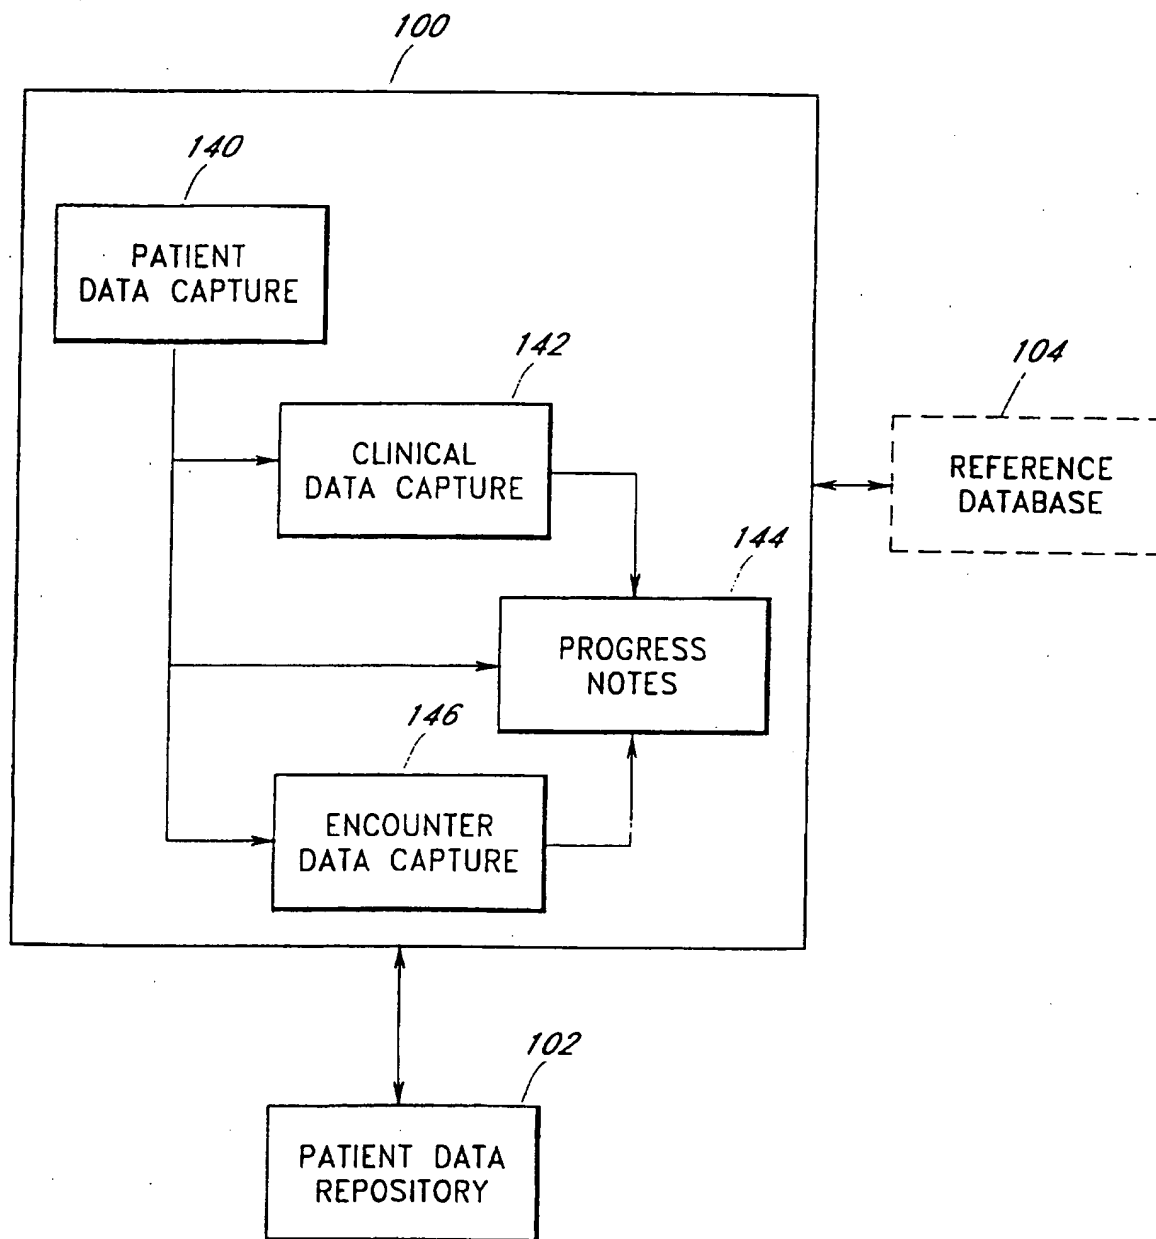 100
140
PATIENT
DATA CAPTURE
142
CLINICAL
DATA CAPTURE
104
REFERENCE
DATABASE
144
PROGRESS
NOTES
146
ENCOUNTER
DATA CAPTURE
102
PATIENT DATA
REPOSITORY